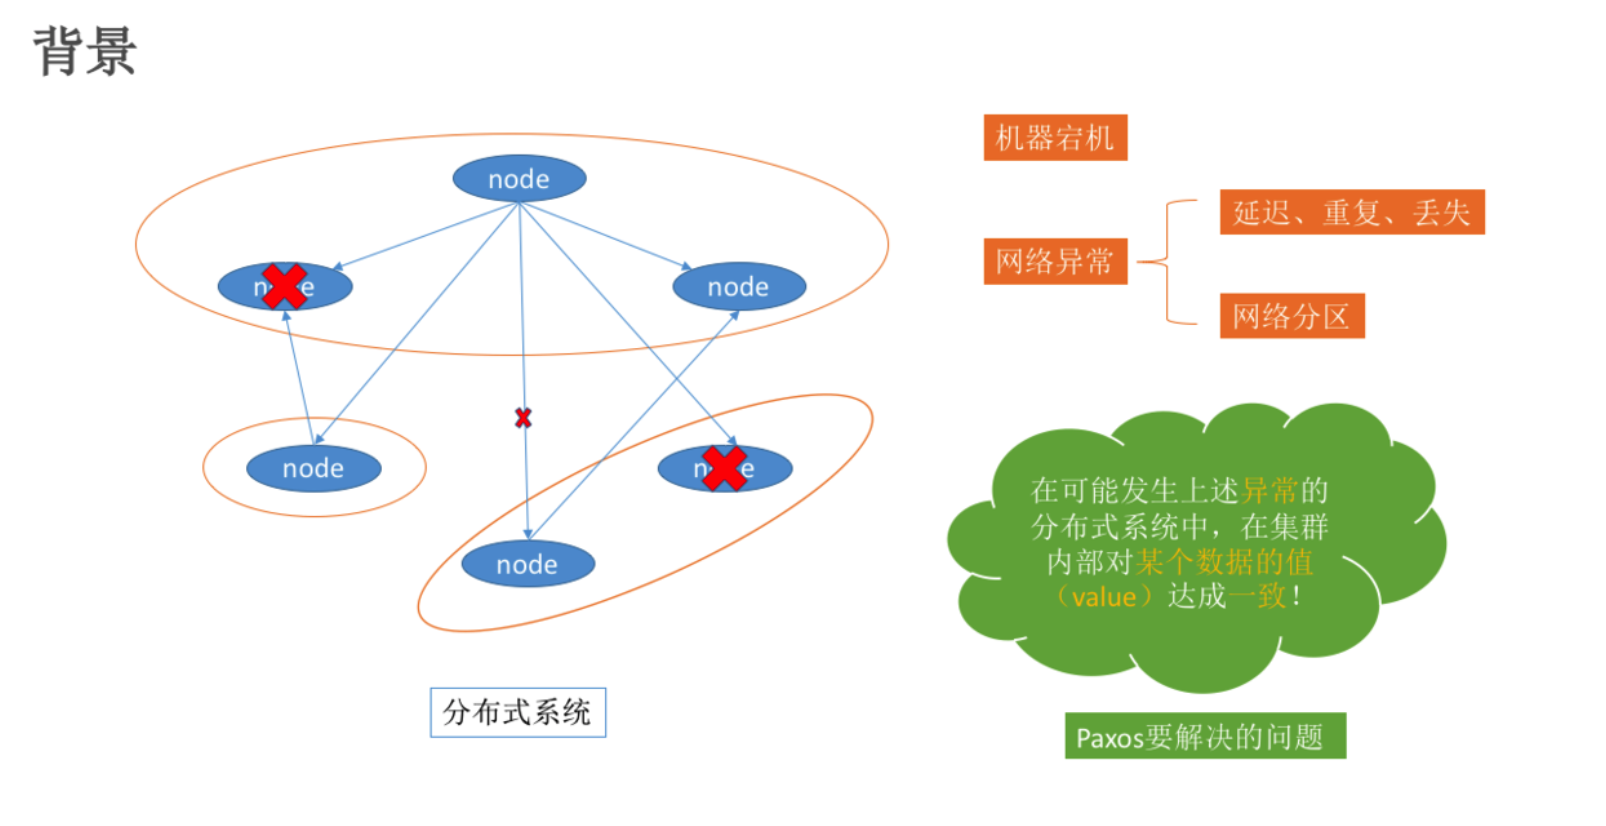 背景
node
node
node
node
node
node
分布式系统
机器宕机
网络异常
延迟、重复、丢失
网络分区
在可能发生上述异常的
分布式系统中，在集群
内部对某个数据的值
（value）达成一致！
Paxos要解决的问题